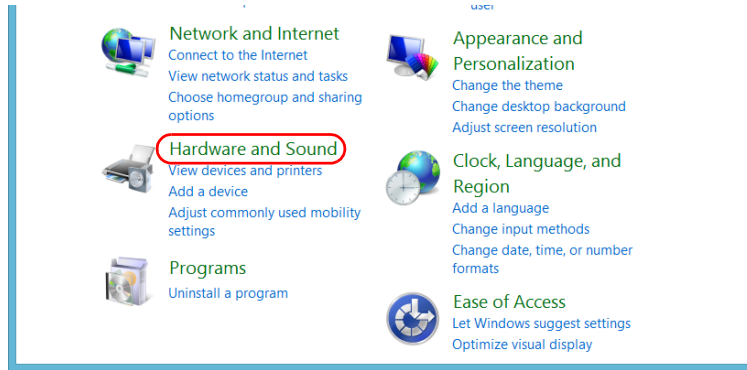 user
Network and Internet
Connect to the Internet
View network status and tasks
Choose homegroup and sharing
options
Hardware and Sound
View devices and printers
Add a device
Adjust commonly used mobility
settings
Programs
Uninstall a program
Appearance and
Personalization
Change the theme
Change desktop background
Adjust screen resolution
Clock, Language, and
Region
Add a language
Change input methods
Change date, time, or number
formats
Ease of Access
Let Windows suggest settings
Optimize visual display